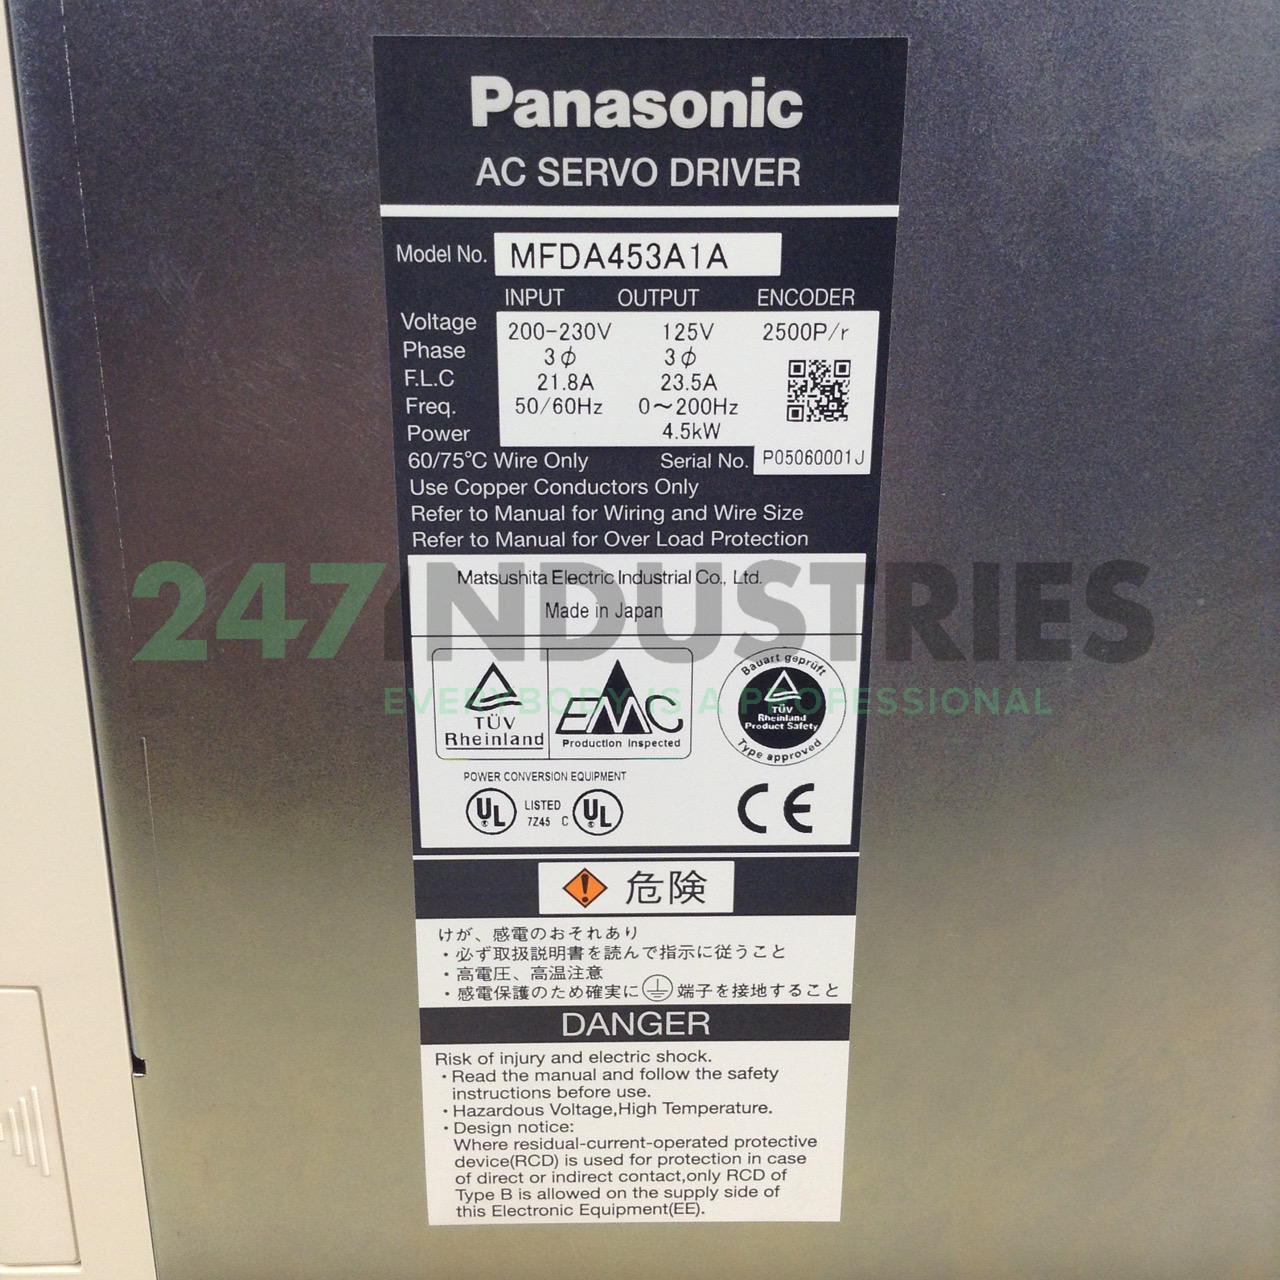 Panasonic
AC SERVO DRIVER
Model No. MFDA453A1A
INPUT OUTPUT ENCODER
Voltage 200-230V 125V 2500P/r
Phase 3ϕ 3ϕ
F.L.C 21.8A 23.5A
Freq. 50/60Hz 0～200Hz
Power 4.5kW
60/75℃ Wire Only Serial No. P05060001J
Use Copper Conductors Only
Refer to Manual for Wiring and Wire Size
Refer to Manual for Over Load Protection
Matsushita Electric Industrial Co., Ltd.
Made in Japan
247INDUSTRIES
EVERYBODY IS A PROFESSIONAL
TÜV
Rheinland
EMC
Production Inspected
Bauart geprüft
TÜV
Rheinland
Product Safety
Type approved
POWER CONVERSION EQUIPMENT
UL LISTED 7Z45 C UL
CE
危険
けが、感電のおそれあり
・必ず取扱説明書を読んで指示に従うこと
・高電圧、高温注意
・感電保護のため確実に端子を接地すること
DANGER
Risk of injury and electric shock.
・Read the manual and follow the safety
instructions before use.
・Hazardous Voltage,High Temperature.
・Design notice:
Where residual-current-operated protective
device(RCD) is used for protection in case
of direct or indirect contact,only RCD of
Type B is allowed on the supply side of
this Electronic Equipment(EE).